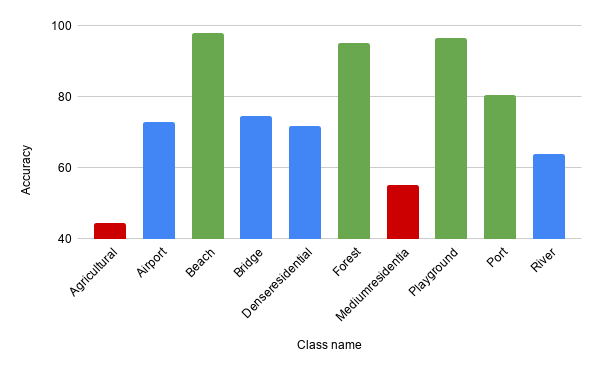 100
80
60
40
Accuracy
Agricultural
Airport
Beach
Bridge
Denseresidential
Forest
Mediumresidentia
Playground
Port
River
Class name